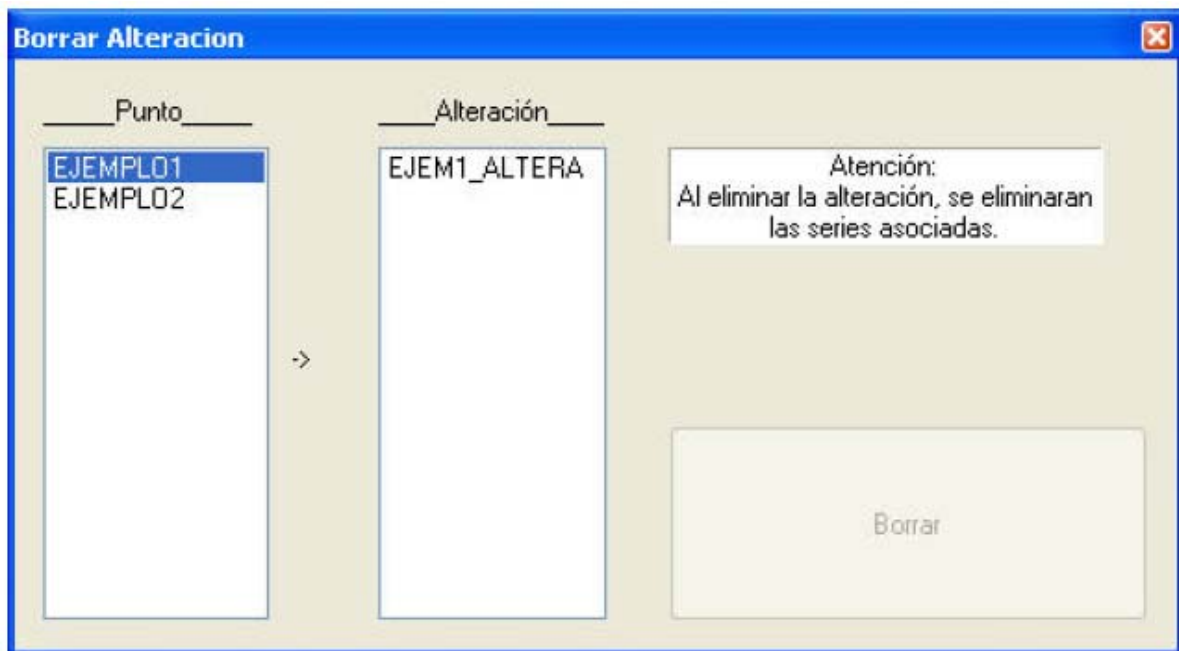 Borrar Alteracion
_____Punto_____
____Alteración____
EJEMPLO1
EJEMPLO2
->
EJEM1_ALTERA
Atención:
Al eliminar la alteración, se eliminaran
las series asociadas.
Borrar